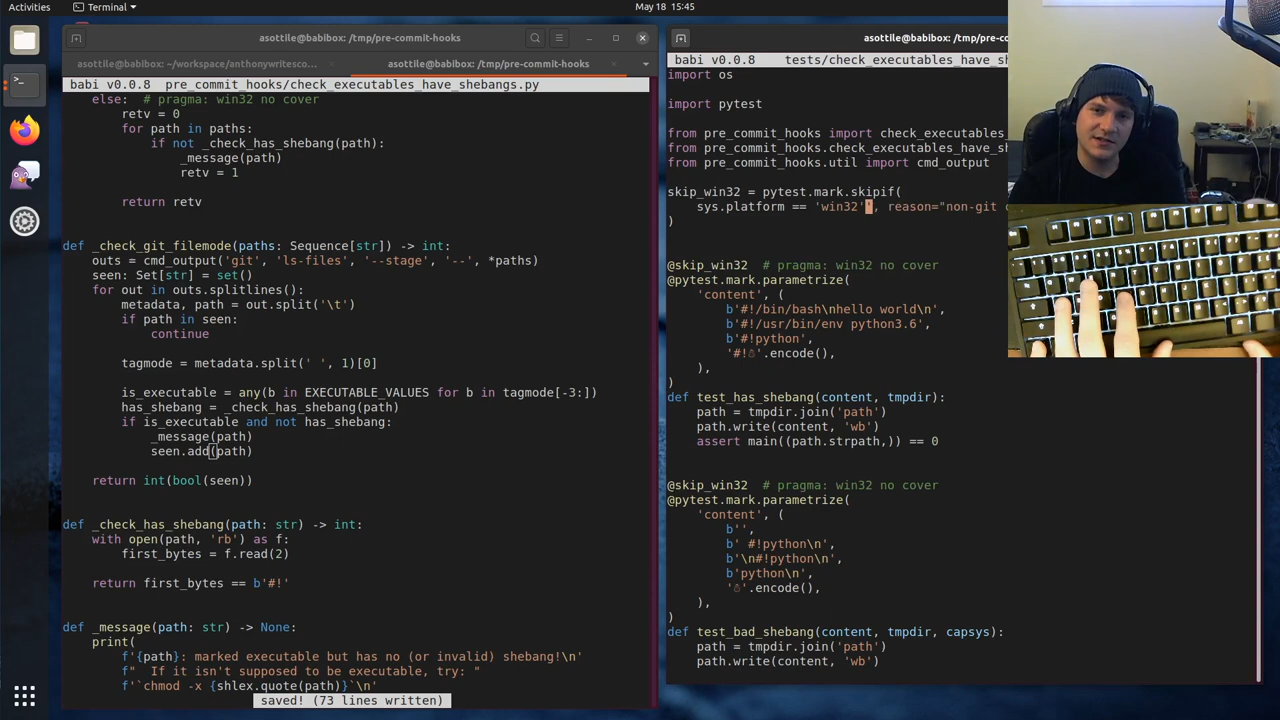 Activities
Terminal
May 18 15:45
asottile@babibox: /tmp/pre-commit-hooks
asottile@babibox: ~/workspace/anthonywritesco...
asottile@babibox: /tmp/pre-commit-hooks
babi v0.0.8 pre_commit_hooks/check_executables_have_shebangs.py
else: # pragma: win32 no cover
retv = 0
for path in paths:
if not _check_has_shebang(path):
_message(path)
retv = 1
return retv
def _check_git_filemode(paths: Sequence[str]) -> int:
outs = cmd_output('git', 'ls-files', '--stage', '--', *paths)
seen: Set[str] = set()
for out in outs.splitlines():
metadata, path = out.split('\t')
if path in seen:
continue
tagmode = metadata.split(' ', 1)[0]
is_executable = any(b in EXECUTABLE_VALUES for b in tagmode[-3:])
has_shebang = _check_has_shebang(path)
if is_executable and not has_shebang:
_message(path)
seen.add(path)
return int(bool(seen))
def _check_has_shebang(path: str) -> int:
with open(path, 'rb') as f:
first_bytes = f.read(2)
return first_bytes == b'#!'
def _message(path: str) -> None:
print(
f'{path}: marked executable but has no (or invalid) shebang!\n'
f" If it isn't supposed to be executable, try: "
f'`chmod -x {shlex.quote(path)}`\n'
saved! (73 lines written)
asottile@babibox: /tmp/pre-co
babi v0.0.8 tests/check_executables_have_sh
import os
import pytest
from pre_commit_hooks import check_executables_
from pre_commit_hooks.check_executables_have_sh
from pre_commit_hooks.util import cmd_output
skip_win32 = pytest.mark.skipif(
sys.platform == 'win32'', reason="non-git
)
@skip_win32 # pragma: win32 no cover
@pytest.mark.parametrize(
'content', (
b'#!/bin/bash\nhello world\n',
b'#!/usr/bin/env python3.6',
b'#!python',
'#!☃'.encode(),
),
)
def test_has_shebang(content, tmpdir):
path = tmpdir.join('path')
path.write(content, 'wb')
assert main((path.strpath,)) == 0
@skip_win32 # pragma: win32 no cover
@pytest.mark.parametrize(
'content', (
b'',
b' #!python\n',
b'\n#!python\n',
b'python\n',
'☃'.encode(),
),
)
def test_bad_shebang(content, tmpdir, capsys):
path = tmpdir.join('path')
path.write(content, 'wb')